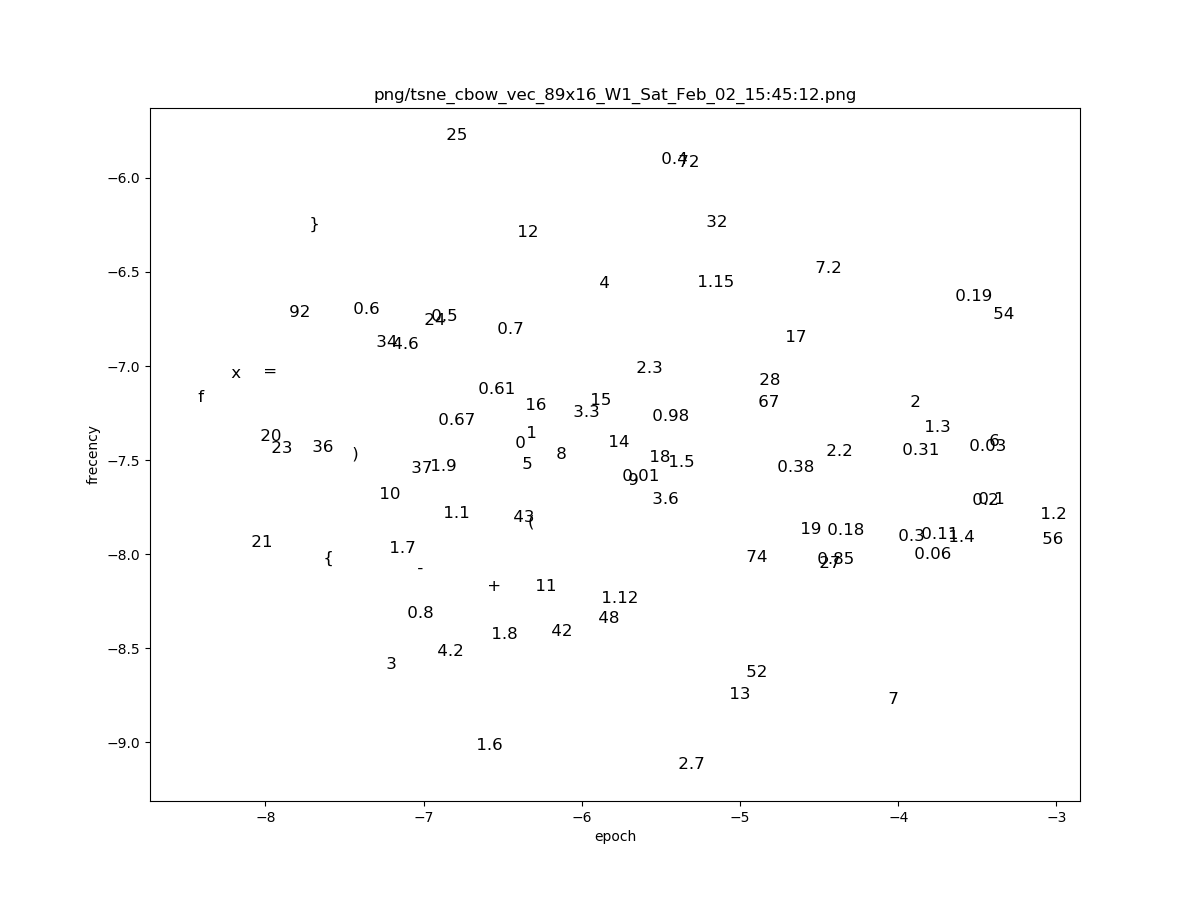 png/tsne_cbow_vec_89x16_W1_Sat_Feb_02_15:45:12.png
25
0.4 72
} 12 32
4 1.15 7.2
0.19
92 0.6 24 0.5 0.7 54
34 4.6 17
x = 2.3 28
f 0.61 16 3.3 15 0.98 67 2
0.67 1.3
20 23 36 ) 0 1 8 14 18 2.2 0.31 6 0.03
37 1.9 5 9 0.01 1.5 0.38
10 3.6 0.2 0.1
1.1 43 ( 19 0.18 1.2
21 1.7 0.3 0.11 1.4 56
{ - 74 27 0.85 0.06
+ 11 1.12
0.8 48
1.8 42
3 4.2 52
13 7
1.6 2.7
−6.0
−6.5
−7.0
−7.5
−8.0
−8.5
−9.0
frecency
−8 −7 −6 −5 −4 −3
epoch